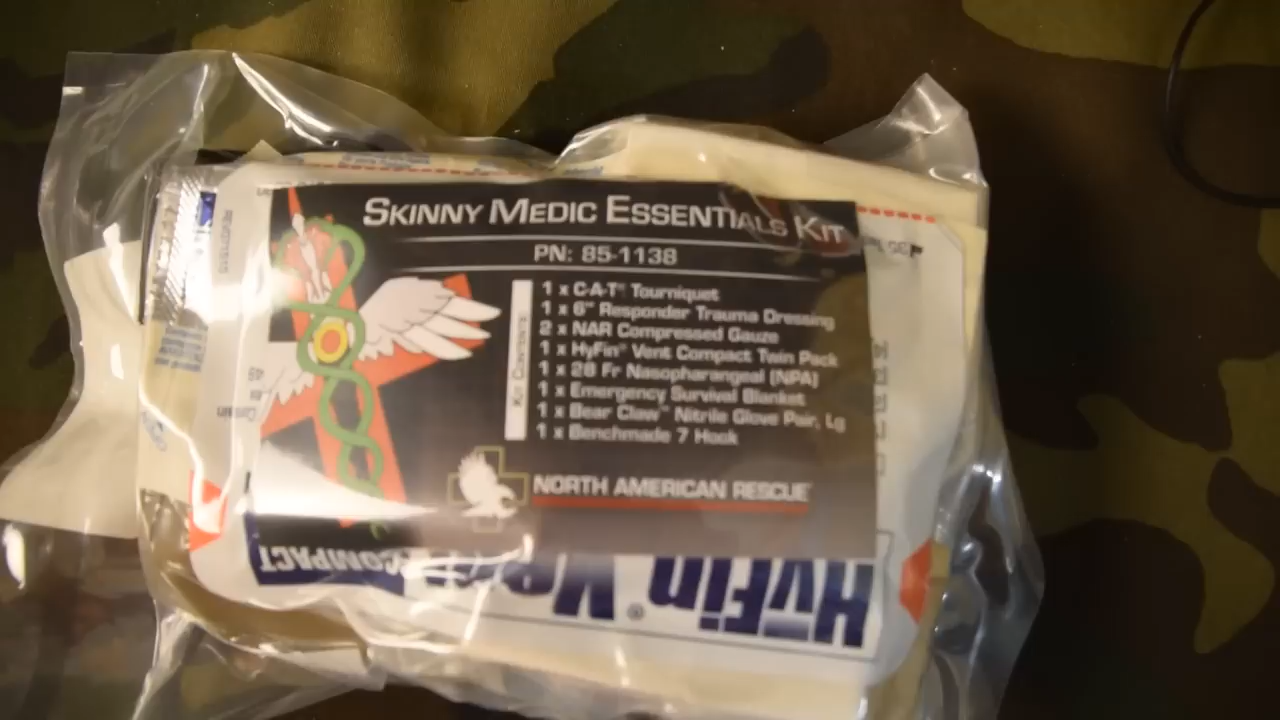 SKINNY MEDIC ESSENTIALS KIT
PN: 85-1138
KIT CONTENTS
1 x C-A-T® Tourniquet
1 x 6" Responder Trauma Dressing
2 x NAR Compressed Gauze
1 x HyFin® Vent Compact Twin Pack
1 x 28 Fr Nasopharangeal (NPA)
1 x Emergency Survival Blanket
1 x Bear Claw™ Nitrile Glove Pair, Lg
1 x Benchmade 7 Hook
NORTH AMERICAN RESCUE
HyFin® Vent COMPACT